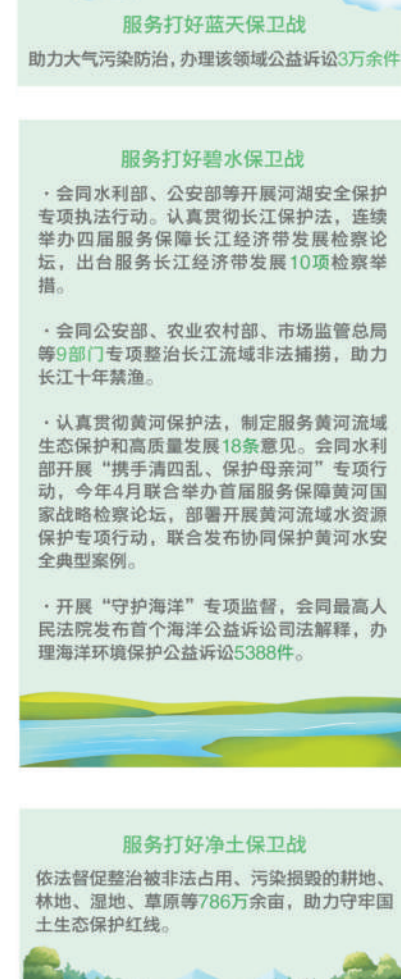 服务打好蓝天保卫战
助力大气污染防治，办理该领域公益诉讼3万余件
服务打好碧水保卫战
·会同水利部、公安部等开展河湖安全保护
专项执法行动。认真贯彻长江保护法，连续
举办四届服务保障长江经济带发展检察论
坛，出台服务长江经济带发展10项检察举
措。
·会同公安部、农业农村部、市场监管总局
等9部门专项整治长江流域非法捕捞，助力
长江十年禁渔。
·认真贯彻黄河保护法，制定服务黄河流域
生态保护和高质量发展18条意见。会同水利
部开展“携手清四乱、保护母亲河”专项行
动，今年4月联合举办首届服务保障黄河国
家战略检察论坛，部署开展黄河流域水资源
保护专项行动，联合发布协同保护黄河水安
全典型案例。
·开展“守护海洋”专项监督，会同最高人
民法院发布首个海洋公益诉讼司法解释，办
理海洋环境保护公益诉讼5388件。
服务打好净土保卫战
依法督促整治被非法占用、污染损毁的耕地、
林地、湿地、草原等786万余亩，助力守牢国
土生态保护红线。